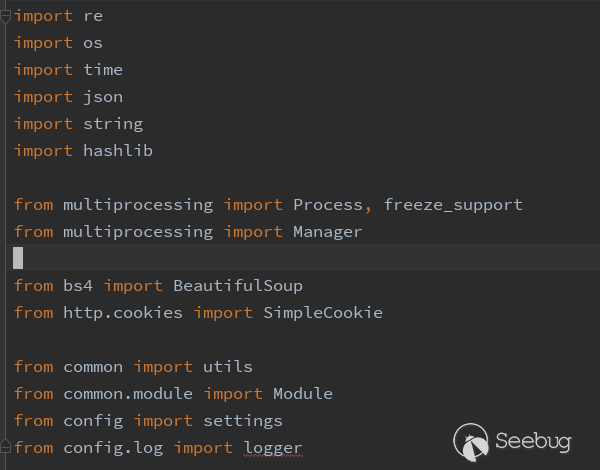 import re
import os
import time
import json
import string
import hashlib
from multiprocessing import Process, freeze_support
from multiprocessing import Manager
from bs4 import BeautifulSoup
from http.cookies import SimpleCookie
from common import utils
from common.module import Module
from config import settings
from config.log import logger
Seebug